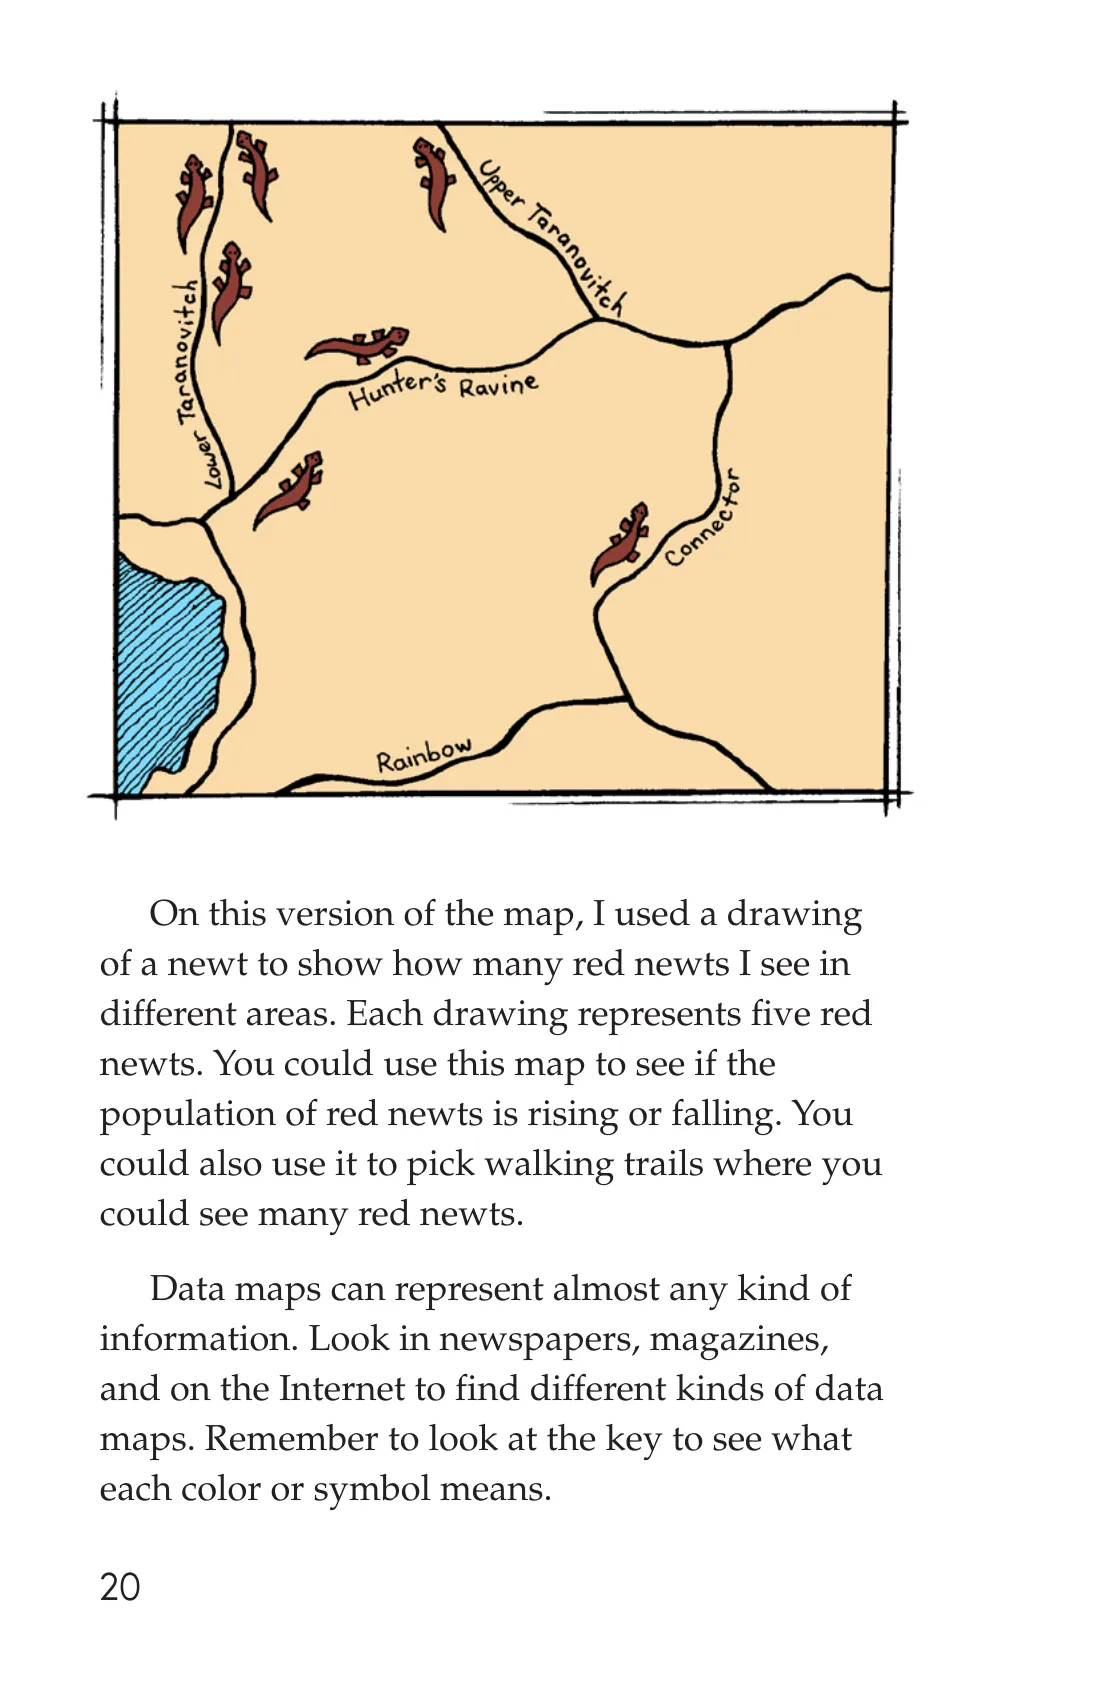 Upper Taranovitch
Lower Taranovitch
Hunter's Ravine
Connector
Rainbow
On this version of the map, I used a drawing
of a newt to show how many red newts I see in
different areas. Each drawing represents five red
newts. You could use this map to see if the
population of red newts is rising or falling. You
could also use it to pick walking trails where you
could see many red newts.
Data maps can represent almost any kind of
information. Look in newspapers, magazines,
and on the Internet to find different kinds of data
maps. Remember to look at the key to see what
each color or symbol means.
20